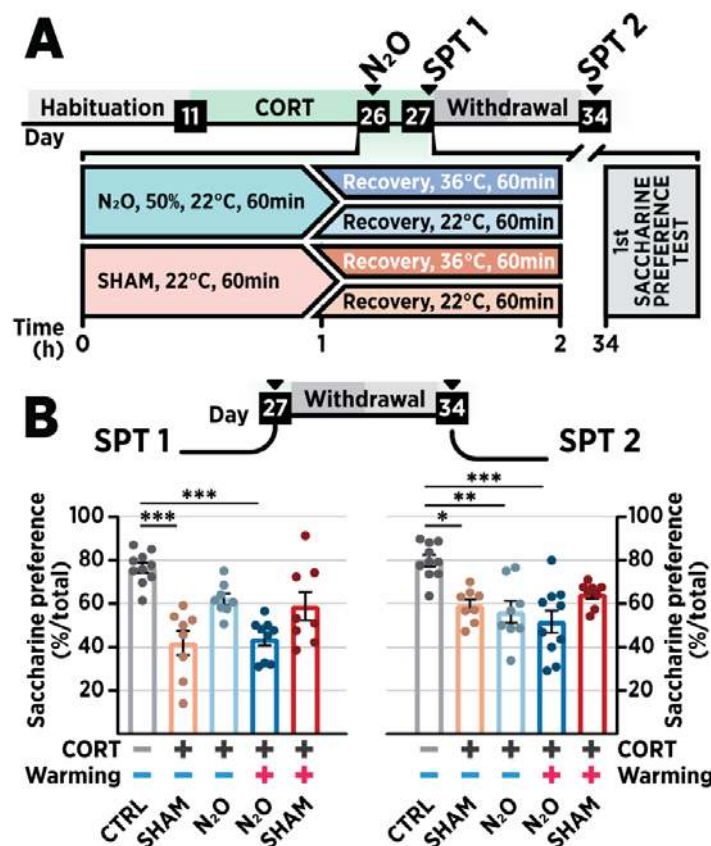 A
N₂O
SPT 1
SPT 2
Habituation 11 CORT 26 27 Withdrawal 34
Day
N₂O, 50%, 22°C, 60min
Recovery, 36°C, 60min
Recovery, 22°C, 60min
SHAM, 22°C, 60min
Recovery, 36°C, 60min
Recovery, 22°C, 60min
1st
SACCHARINE
PREFERENCE
TEST
Time
(h)
0 1 2 34
B
Day 27 Withdrawal 34
SPT 1 SPT 2
Saccharine preference
(%/total)
100
80
60
40
20
***
***
CORT − + + + +
Warming − − − + +
CTRL
SHAM
N₂O
N₂O
SHAM
***
**
*
100
80
60
40
20
Saccharine preference
(%/total)
− + + + + CORT
− − − + + Warming
CTRL
SHAM
N₂O
N₂O
SHAM